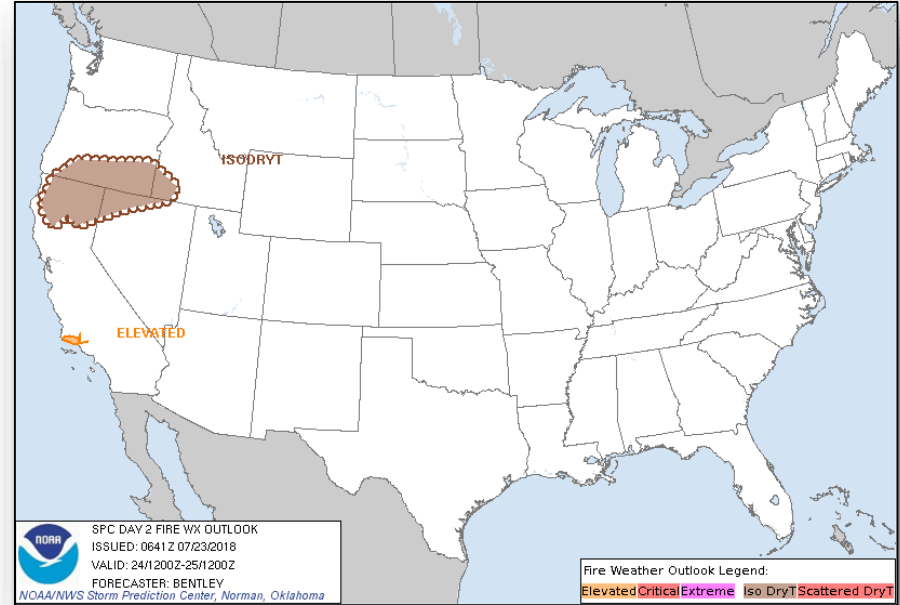 ISODRYT
ELEVATED
NOAA
SPC DAY 2 FIRE WX OUTLOOK
ISSUED: 0641Z 07/23/2018
VALID: 24/1200Z-25/1200Z
FORECASTER: BENTLEY
NOAA/NWS Storm Prediction Center, Norman, Oklahoma
Fire Weather Outlook Legend:
Elevated Critical Extreme Iso DryT Scattered DryT